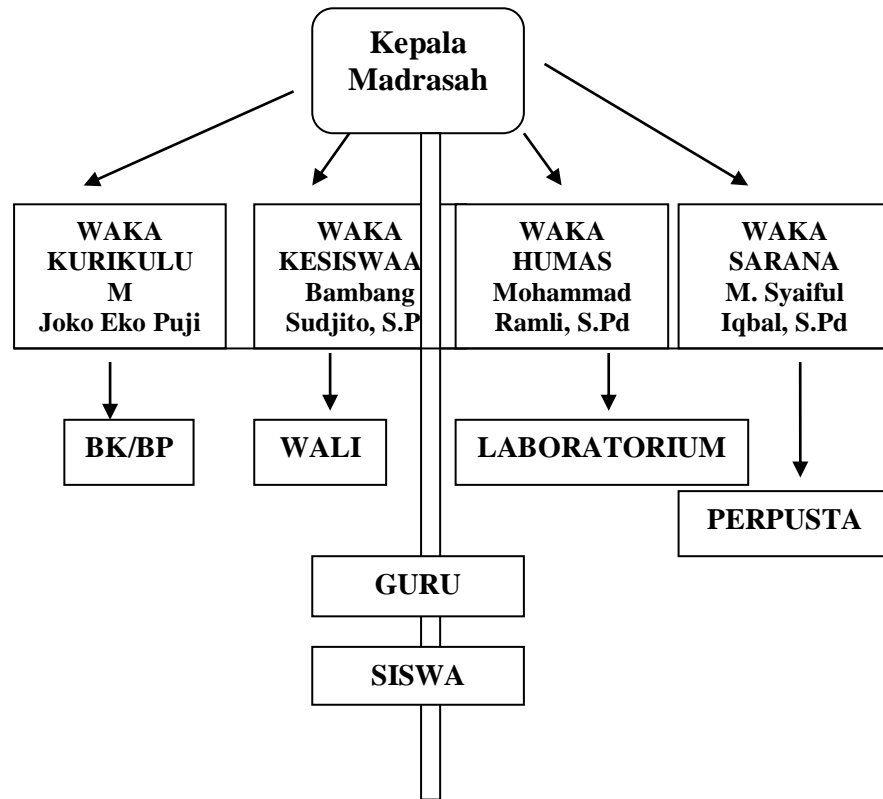 Kepala
Madrasah
WAKA
KURIKULU
M
Joko Eko Puji
WAKA
KESISWAA
Bambang
Sudjito, S.P
WAKA
HUMAS
Mohammad
Ramli, S.Pd
WAKA
SARANA
M. Syaiful
Iqbal, S.Pd
BK/BP
WALI
LABORATORIUM
PERPUSTA
GURU
SISWA